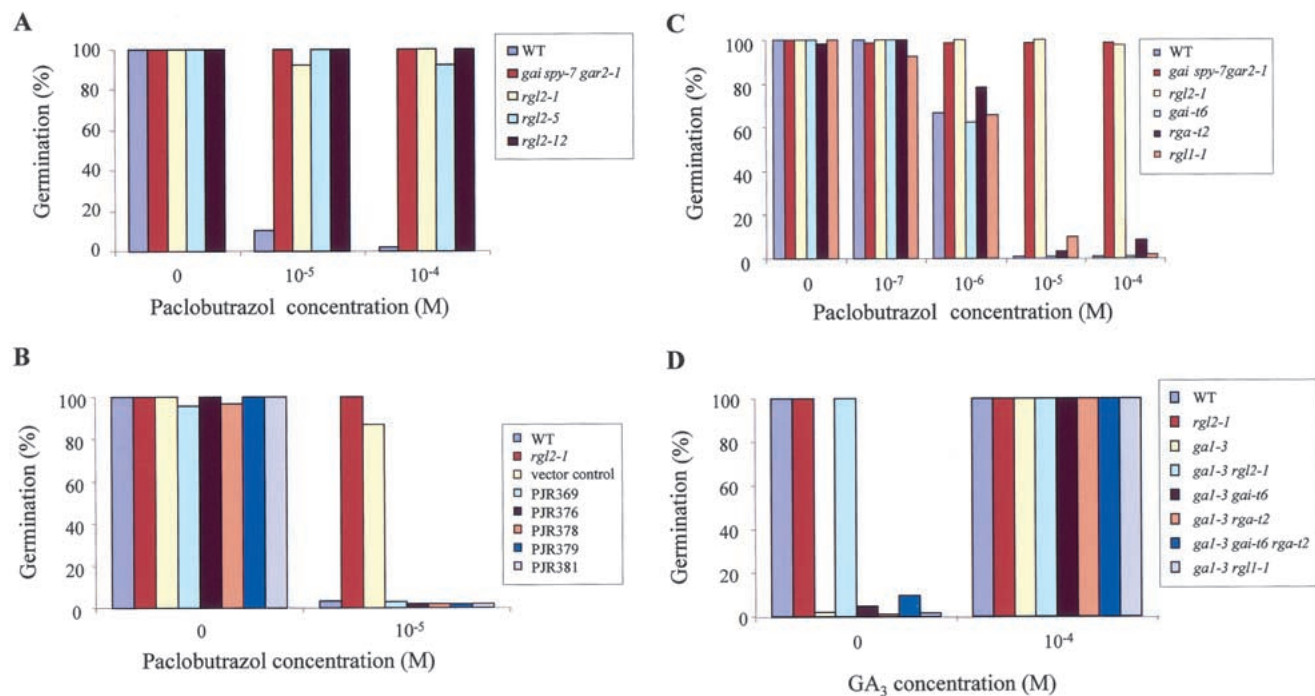 A
Germination (%)
100
80
60
40
20
0
0
10-5
10-4
Paclobutrazol concentration (M)
WT
gai spy-7 gar2-1
rgl2-1
rgl2-5
rgl2-12
B
Germination (%)
100
80
60
40
20
0
0
10-5
Paclobutrazol concentration (M)
WT
rgl2-1
vector control
PJR369
PJR376
PJR378
PJR379
PJR381
C
Germination (%)
100
80
60
40
20
0
0
10-7
10-6
10-5
10-4
Paclobutrazol concentration (M)
WT
gai spy-7gar2-1
rgl2-1
gai-t6
rga-t2
rgl1-1
D
Germination (%)
100
80
60
40
20
0
0
10-4
GA3 concentration (M)
WT
rgl2-1
ga1-3
ga1-3 rgl2-1
ga1-3 gai-t6
ga1-3 rga-t2
ga1-3 gai-t6 rga-t2
ga1-3 rgl1-1